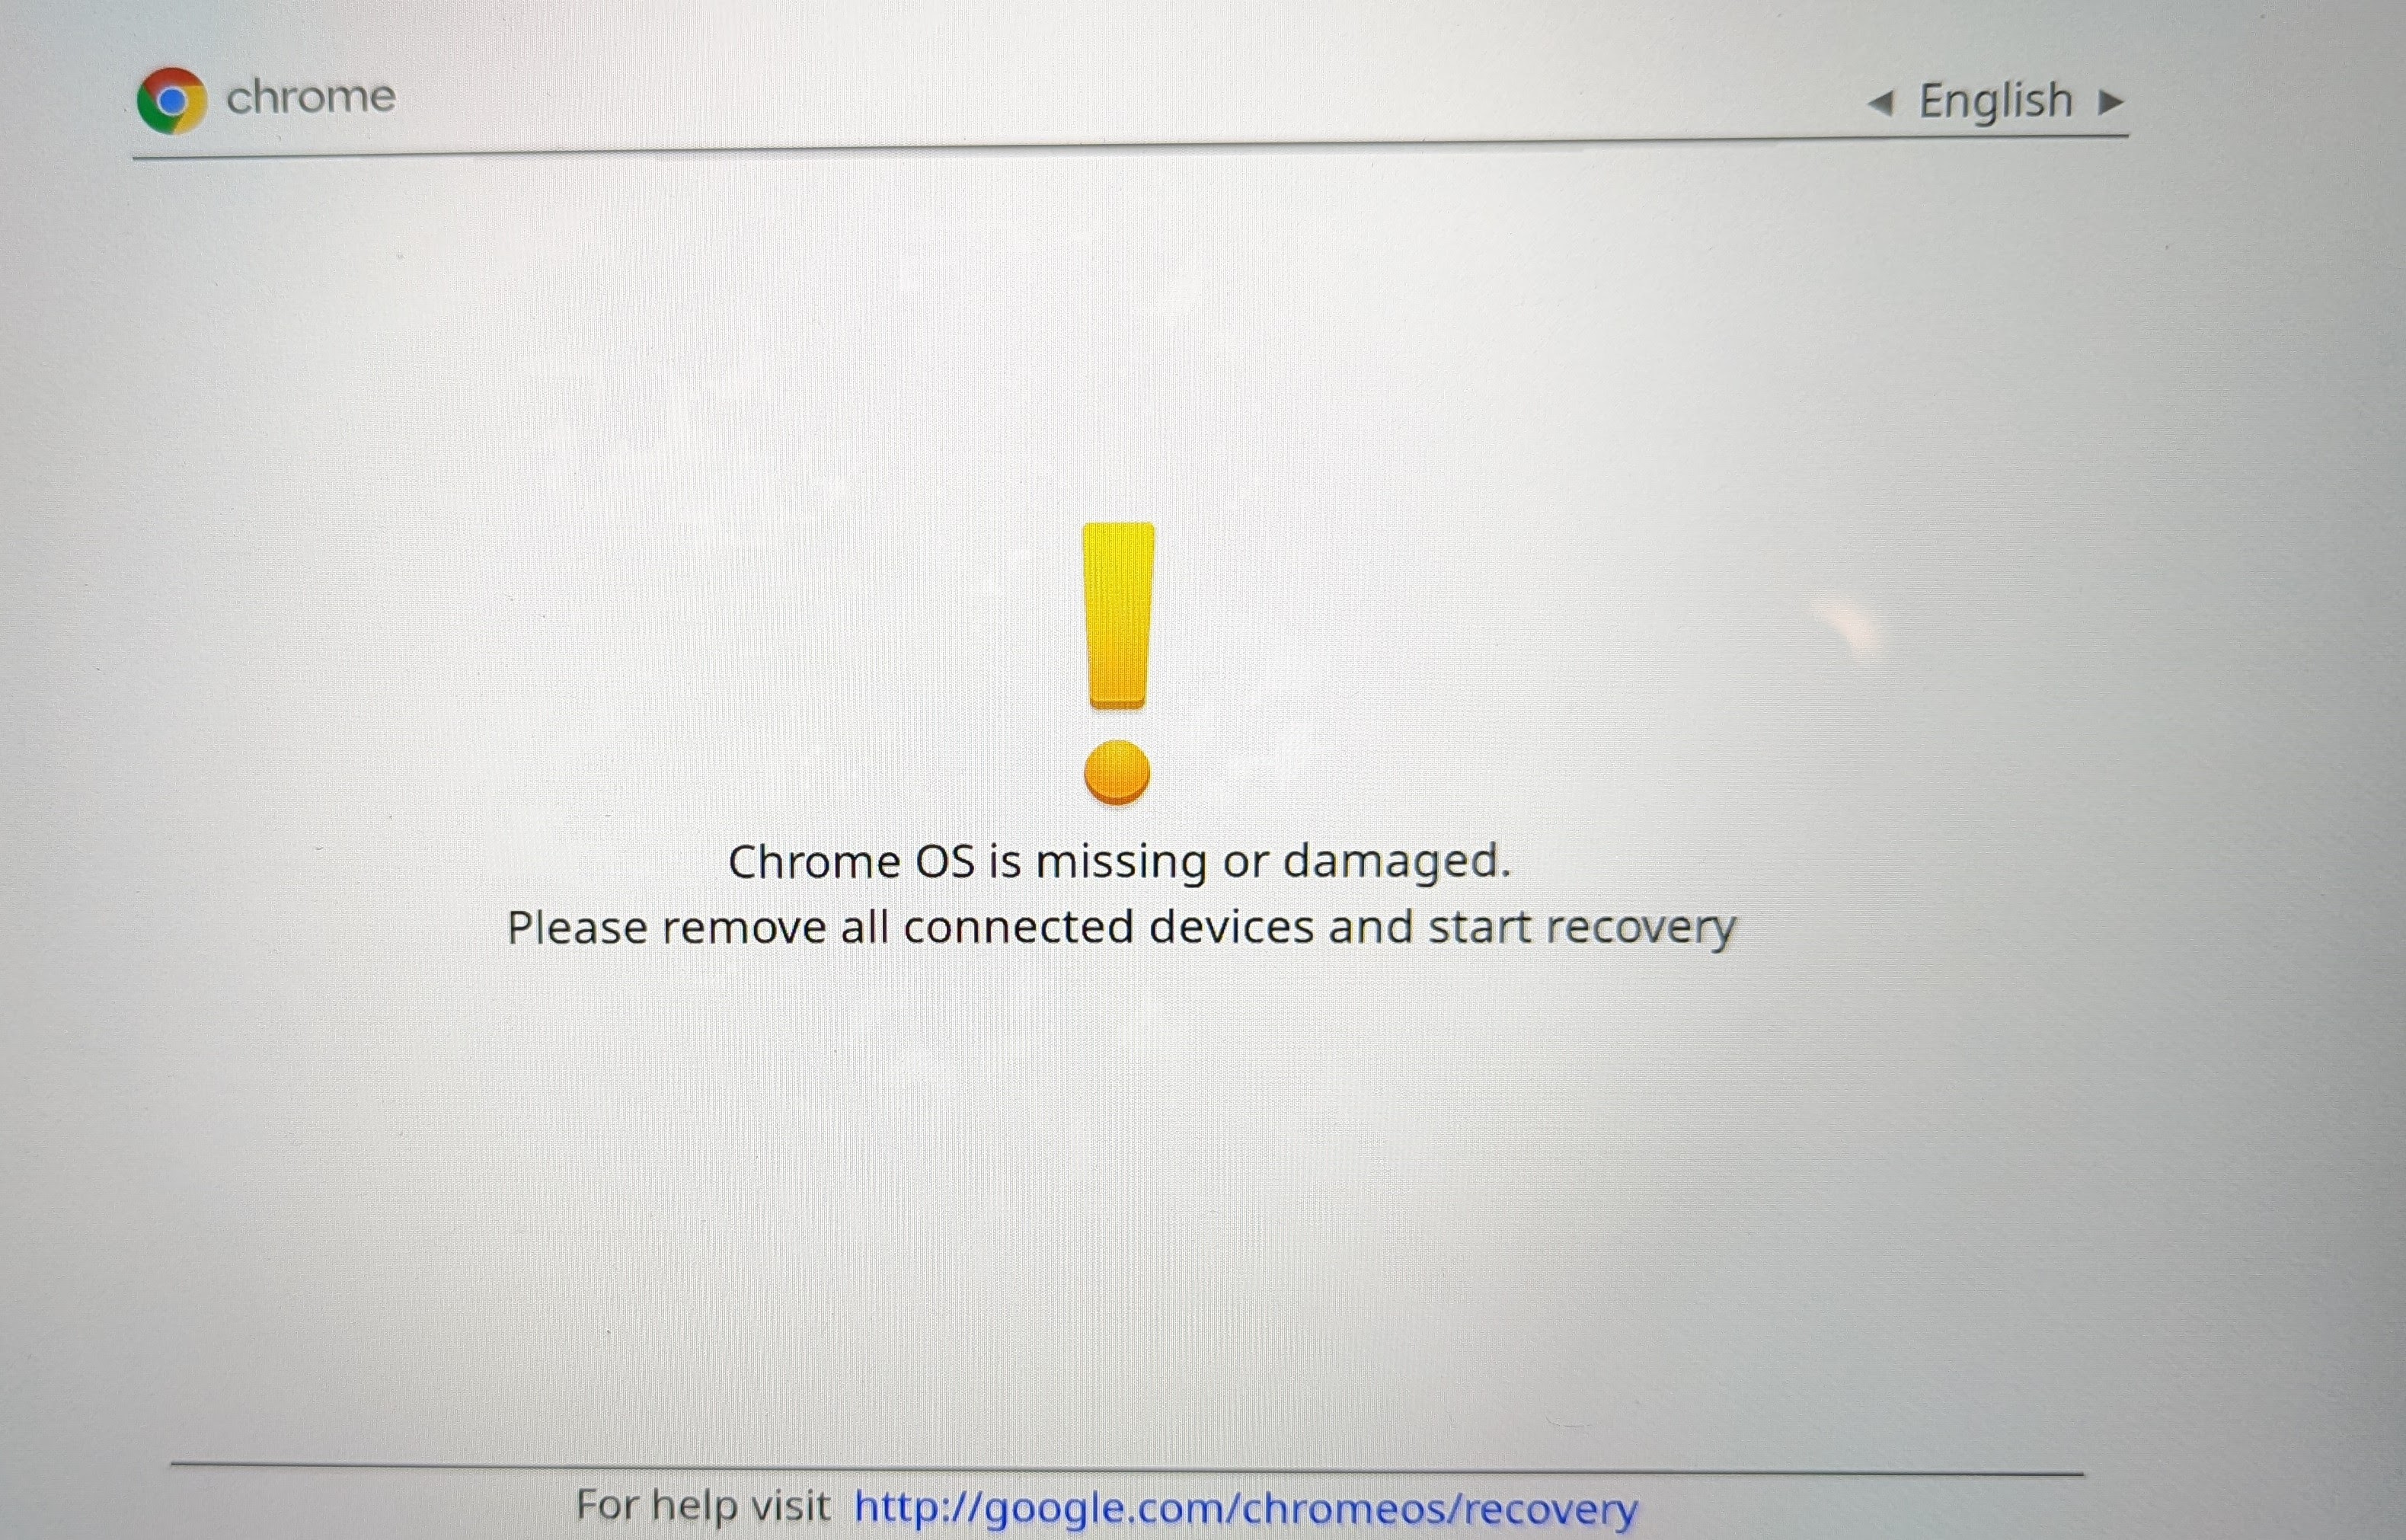 chrome
◀ English ▶
Chrome OS is missing or damaged.
Please remove all connected devices and start recovery
For help visit http://google.com/chromeos/recovery